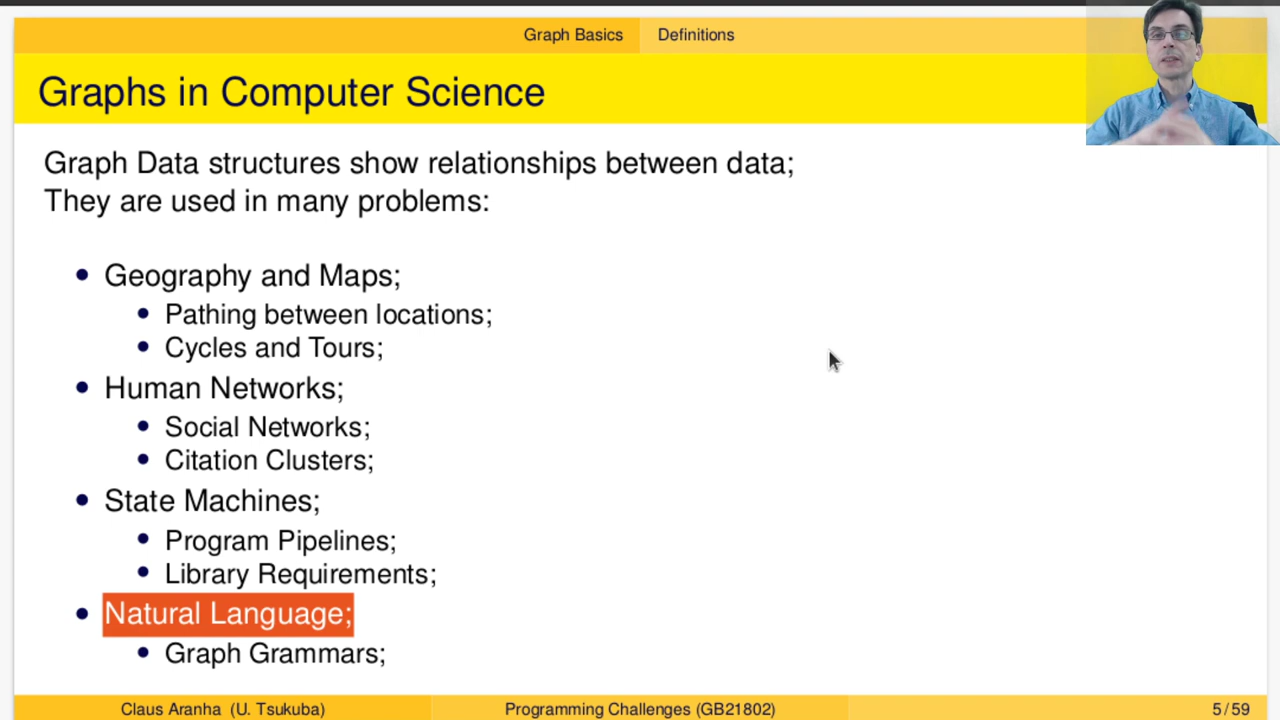 Graph Basics Definitions
Graphs in Computer Science
Graph Data structures show relationships between data;
They are used in many problems:
• Geography and Maps;
• Pathing between locations;
• Cycles and Tours;
• Human Networks;
• Social Networks;
• Citation Clusters;
• State Machines;
• Program Pipelines;
• Library Requirements;
• Natural Language;
• Graph Grammars;
Claus Aranha (U. Tsukuba) Programming Challenges (GB21802) 5/59